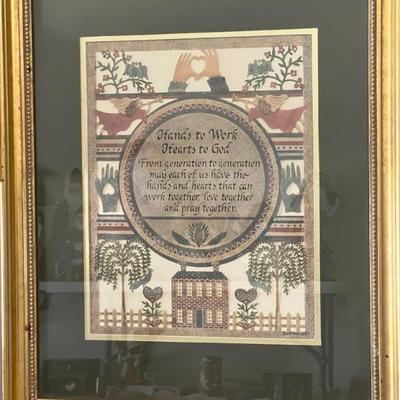 Hands to Work
Hearts to God
From generation to generation
may each of us have the
hands and hearts that can
work together, love together
and pray together.